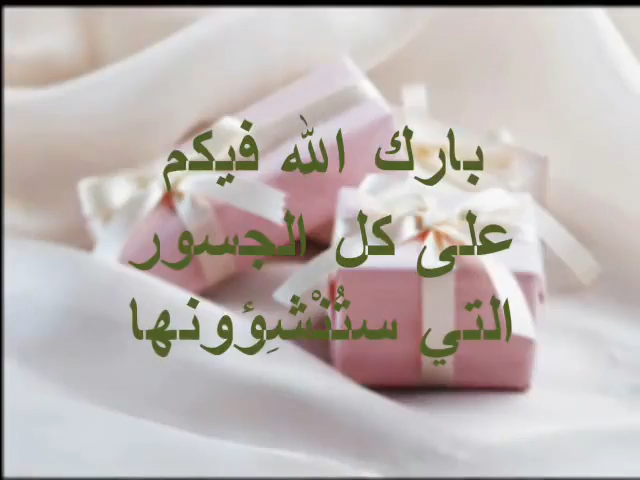 بارك الله فيكم
على كل الجسور
التي ستُنْشِؤونها